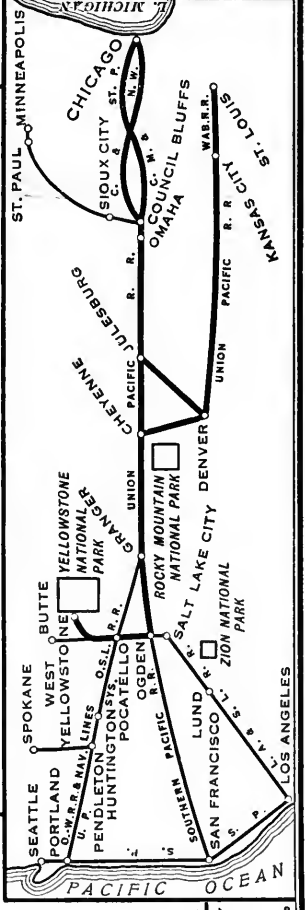 L. MICHIGAN
CHICAGO
ST. PAUL
MINNEAPOLIS
SIOUX CITY
C. & N. W.
C. M. & ST. P.
COUNCIL BLUFFS
OMAHA
WAB. R. R.
ST. LOUIS
KANSAS CITY
UNION PACIFIC R. R.
JULESBURG
CHEYENNE
UNION PACIFIC R. R.
DENVER
ROCKY MOUNTAIN
NATIONAL PARK
GRANGER
YELLOWSTONE
NATIONAL
PARK
BUTTE
WEST
YELLOWSTONE
O. S. L. R. R.
POCATELLO
OGDEN
SALT LAKE CITY
ZION NATIONAL
PARK
LUND
L. A. & S. L. R. R.
SPOKANE
SEATTLE
PORTLAND
O.-W. R. R. & NAV. LINES
U. P. SYS.
PENDLETON
HUNTINGTON
SOUTHERN PACIFIC R. R.
SAN FRANCISCO
S. P.
S. P.
LOS ANGELES
PACIFIC OCEAN